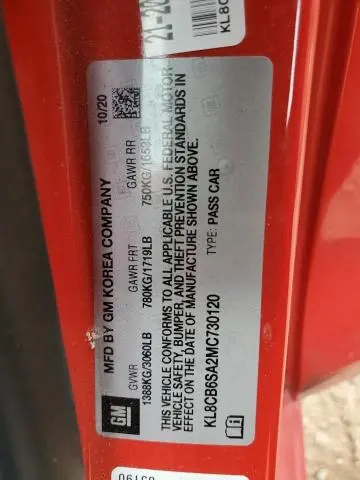 MFD BY GM KOREA COMPANY 10/20
GVWR GAWR FRT GAWR RR
1388KG/3060LB 780KG/1719LB 750KG/1653LB
THIS VEHICLE CONFORMS TO ALL APPLICABLE U.S. FEDERAL MOTOR
VEHICLE SAFETY, BUMPER, AND THEFT PREVENTION STANDARDS IN
EFFECT ON THE DATE OF MANUFACTURE SHOWN ABOVE.
KL8CB6SA2MC730120 TYPE: PASS CAR
GM